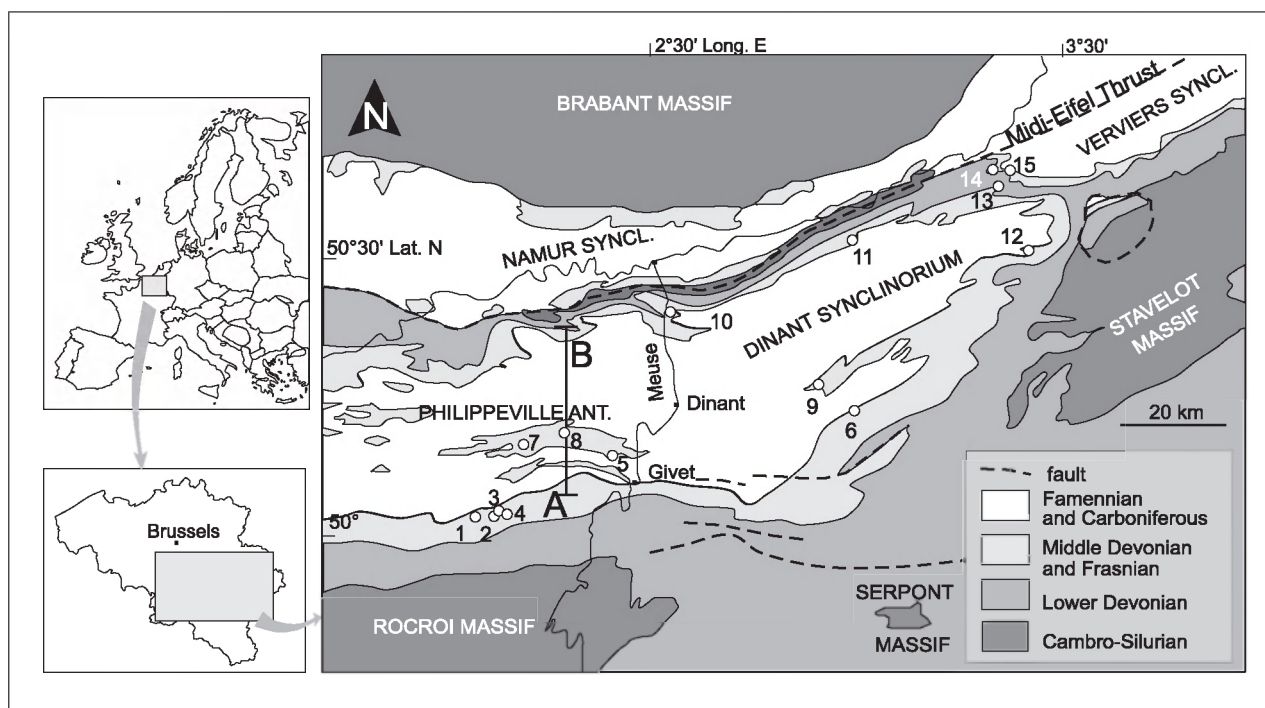 2°30' Long. E
3°30'
BRABANT MASSIF
N
Midi-Eifel Thrust
VERVIERS SYNCL.
15
14
13
50°30' Lat. N
NAMUR SYNCL.
11
12
DINANT SYNCLINORIUM
STAVELOT
MASSIF
10
B
Meuse
PHILIPPEVILLE ANT.
Dinant
9
20 km
7
8
6
5
Givet
A
3
4
1
2
50°
fault
Famennian
and Carboniferous
Middle Devonian
and Frasnian
Lower Devonian
Cambro-Silurian
SERPONT
MASSIF
ROCROI MASSIF
Brussels